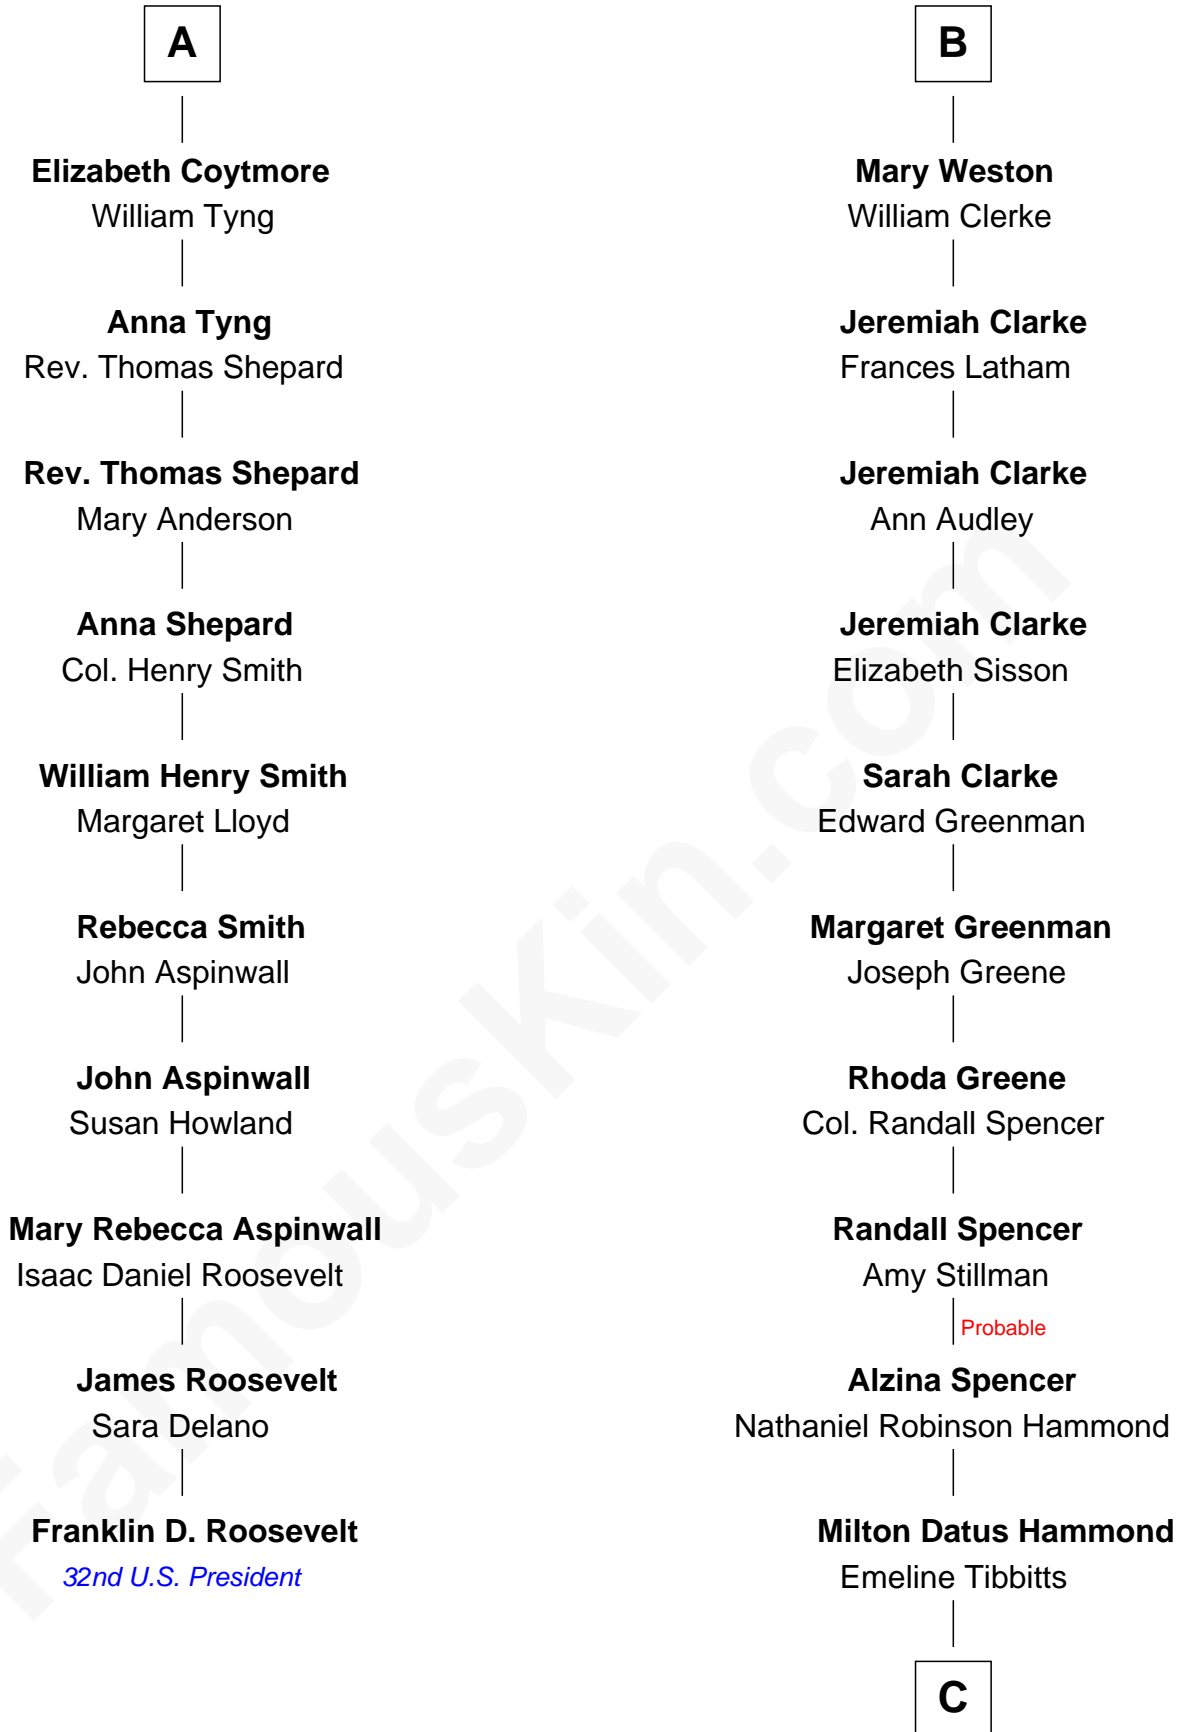 A
Elizabeth Coytmore
William Tyng
Anna Tyng
Rev. Thomas Shepard
Rev. Thomas Shepard
Mary Anderson
Anna Shepard
Col. Henry Smith
William Henry Smith
Margaret Lloyd
Rebecca Smith
John Aspinwall
John Aspinwall
Susan Howland
Mary Rebecca Aspinwall
Isaac Daniel Roosevelt
James Roosevelt
Sara Delano
Franklin D. Roosevelt
32nd U.S. President
B
Mary Weston
William Clerke
Jeremiah Clarke
Frances Latham
Jeremiah Clarke
Ann Audley
Jeremiah Clarke
Elizabeth Sisson
Sarah Clarke
Edward Greenman
Margaret Greenman
Joseph Greene
Rhoda Greene
Col. Randall Spencer
Randall Spencer
Amy Stillman
Probable
Alzina Spencer
Nathaniel Robinson Hammond
Milton Datus Hammond
Emeline Tibbitts
C
FamousKin.com